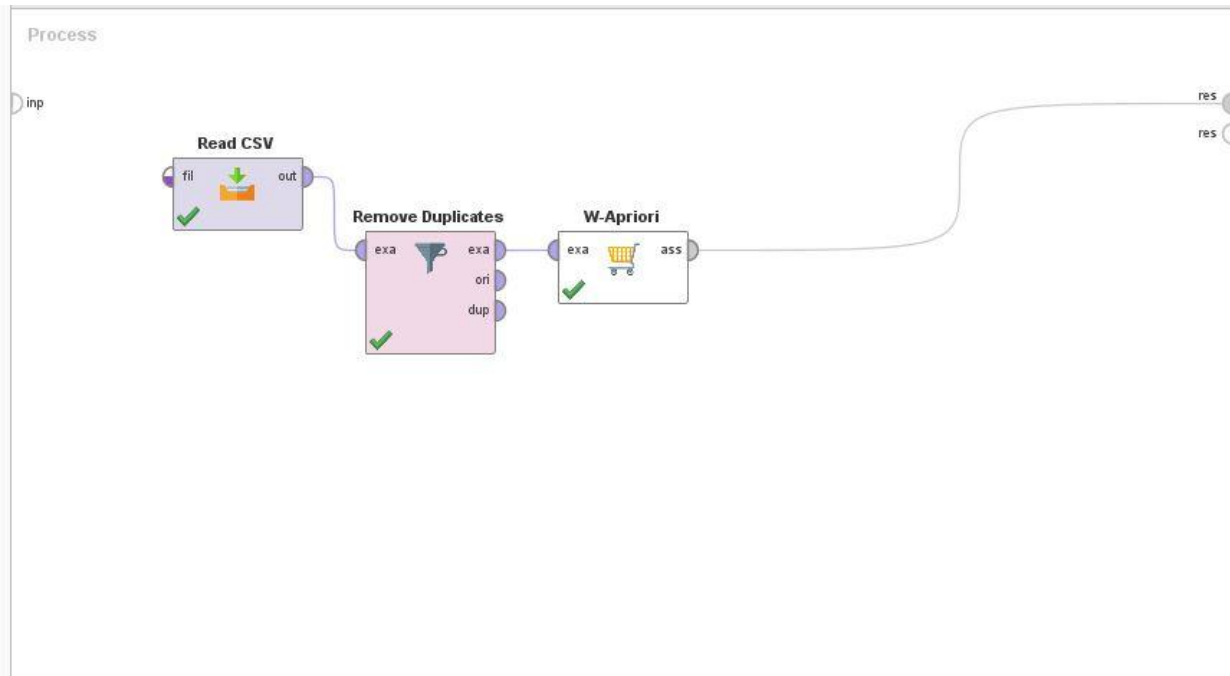 Process
inp
res
res
Read CSV
fil
out
Remove Duplicates
exa
exa
ori
dup
W-Apriori
exa
ass